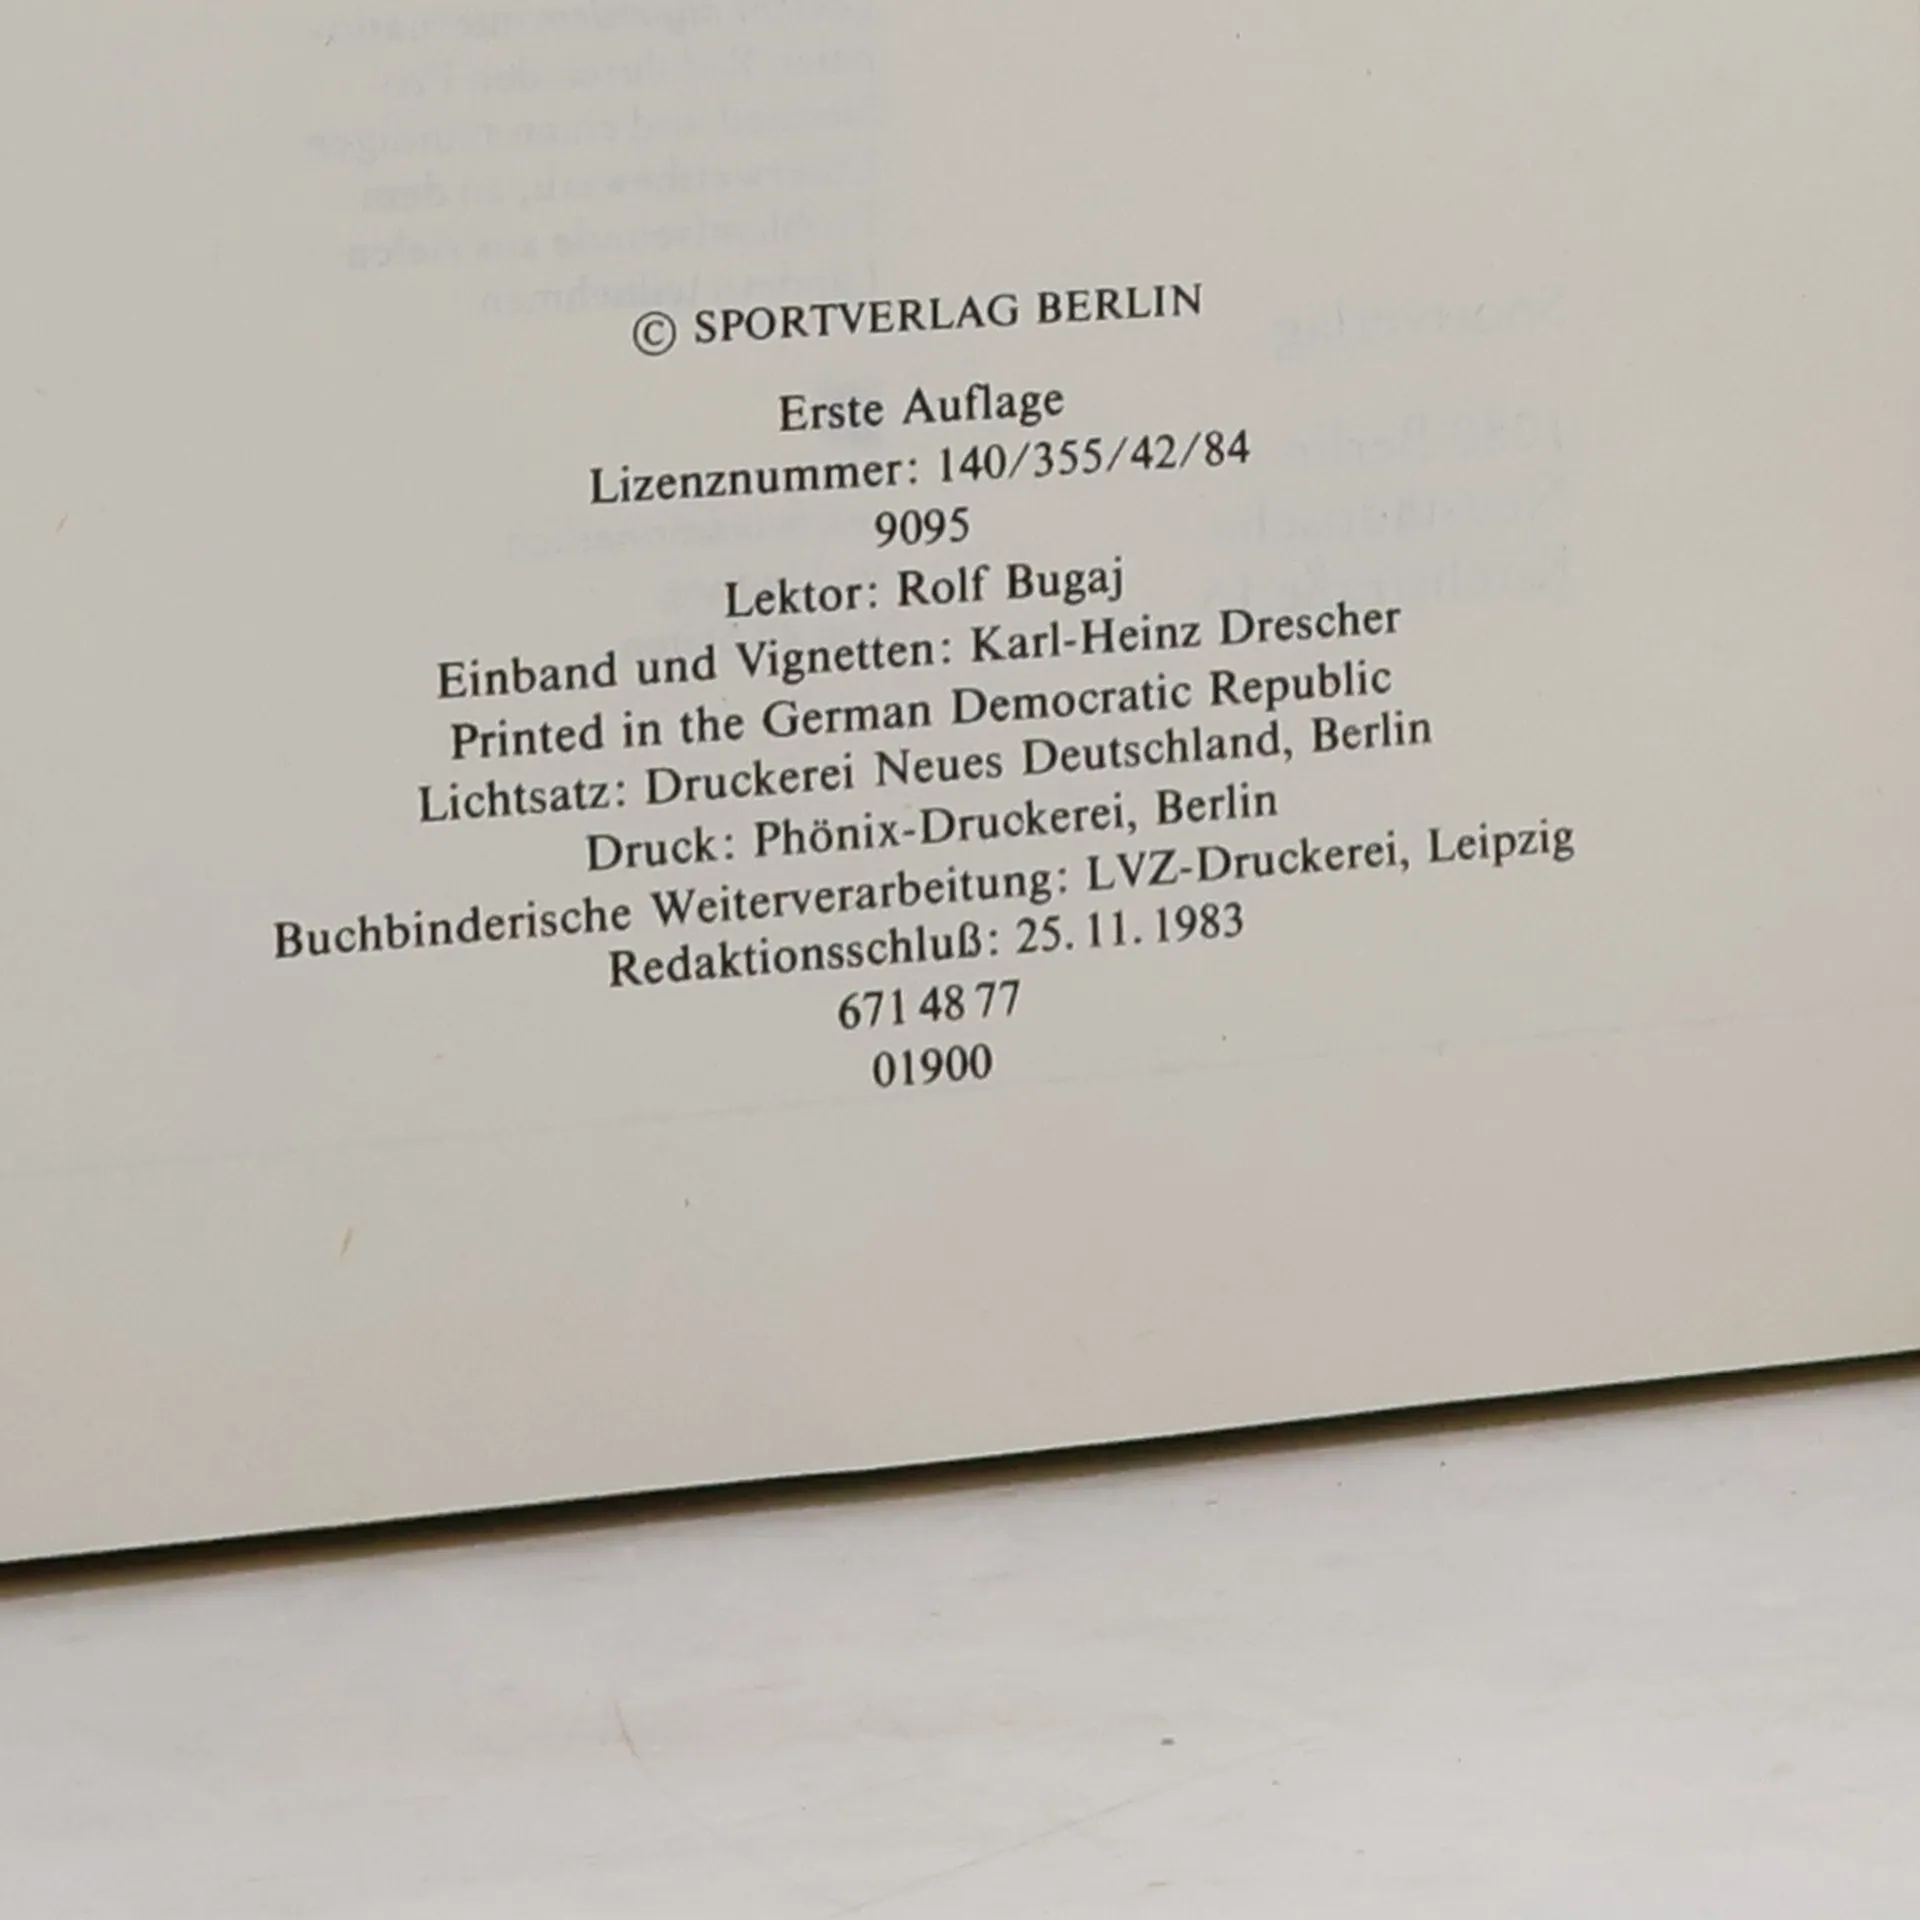 © SPORTVERLAG BERLIN
Erste Auflage
Lizenznummer: 140/355/42/84
9095
Lektor: Rolf Bugaj
Einband und Vignetten: Karl-Heinz Drescher
Printed in the German Democratic Republic
Lichtsatz: Druckerei Neues Deutschland, Berlin
Druck: Phönix-Druckerei, Berlin
Buchbinderische Weiterverarbeitung: LVZ-Druckerei, Leipzig
Redaktionsschluß: 25. 11. 1983
671 48 77
01900